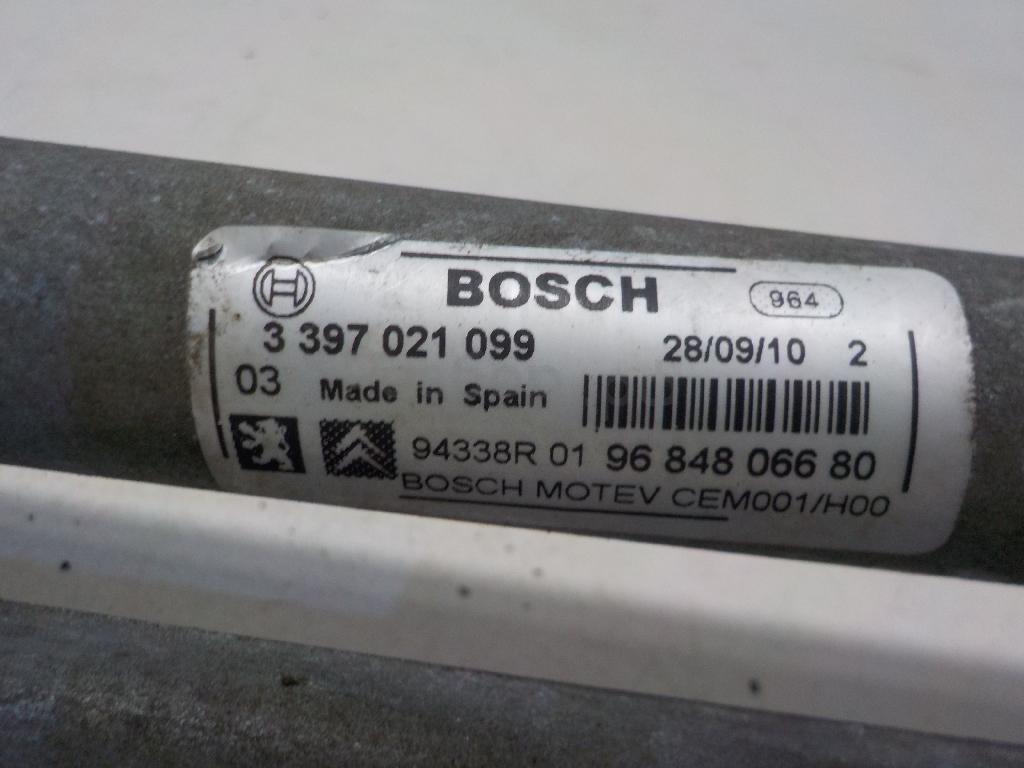 BOSCH 964
3 397 021 099 28/09/10 2
03 Made in Spain
94338R 01 96 848 066 80
BOSCH MOTEV CEM001/H00